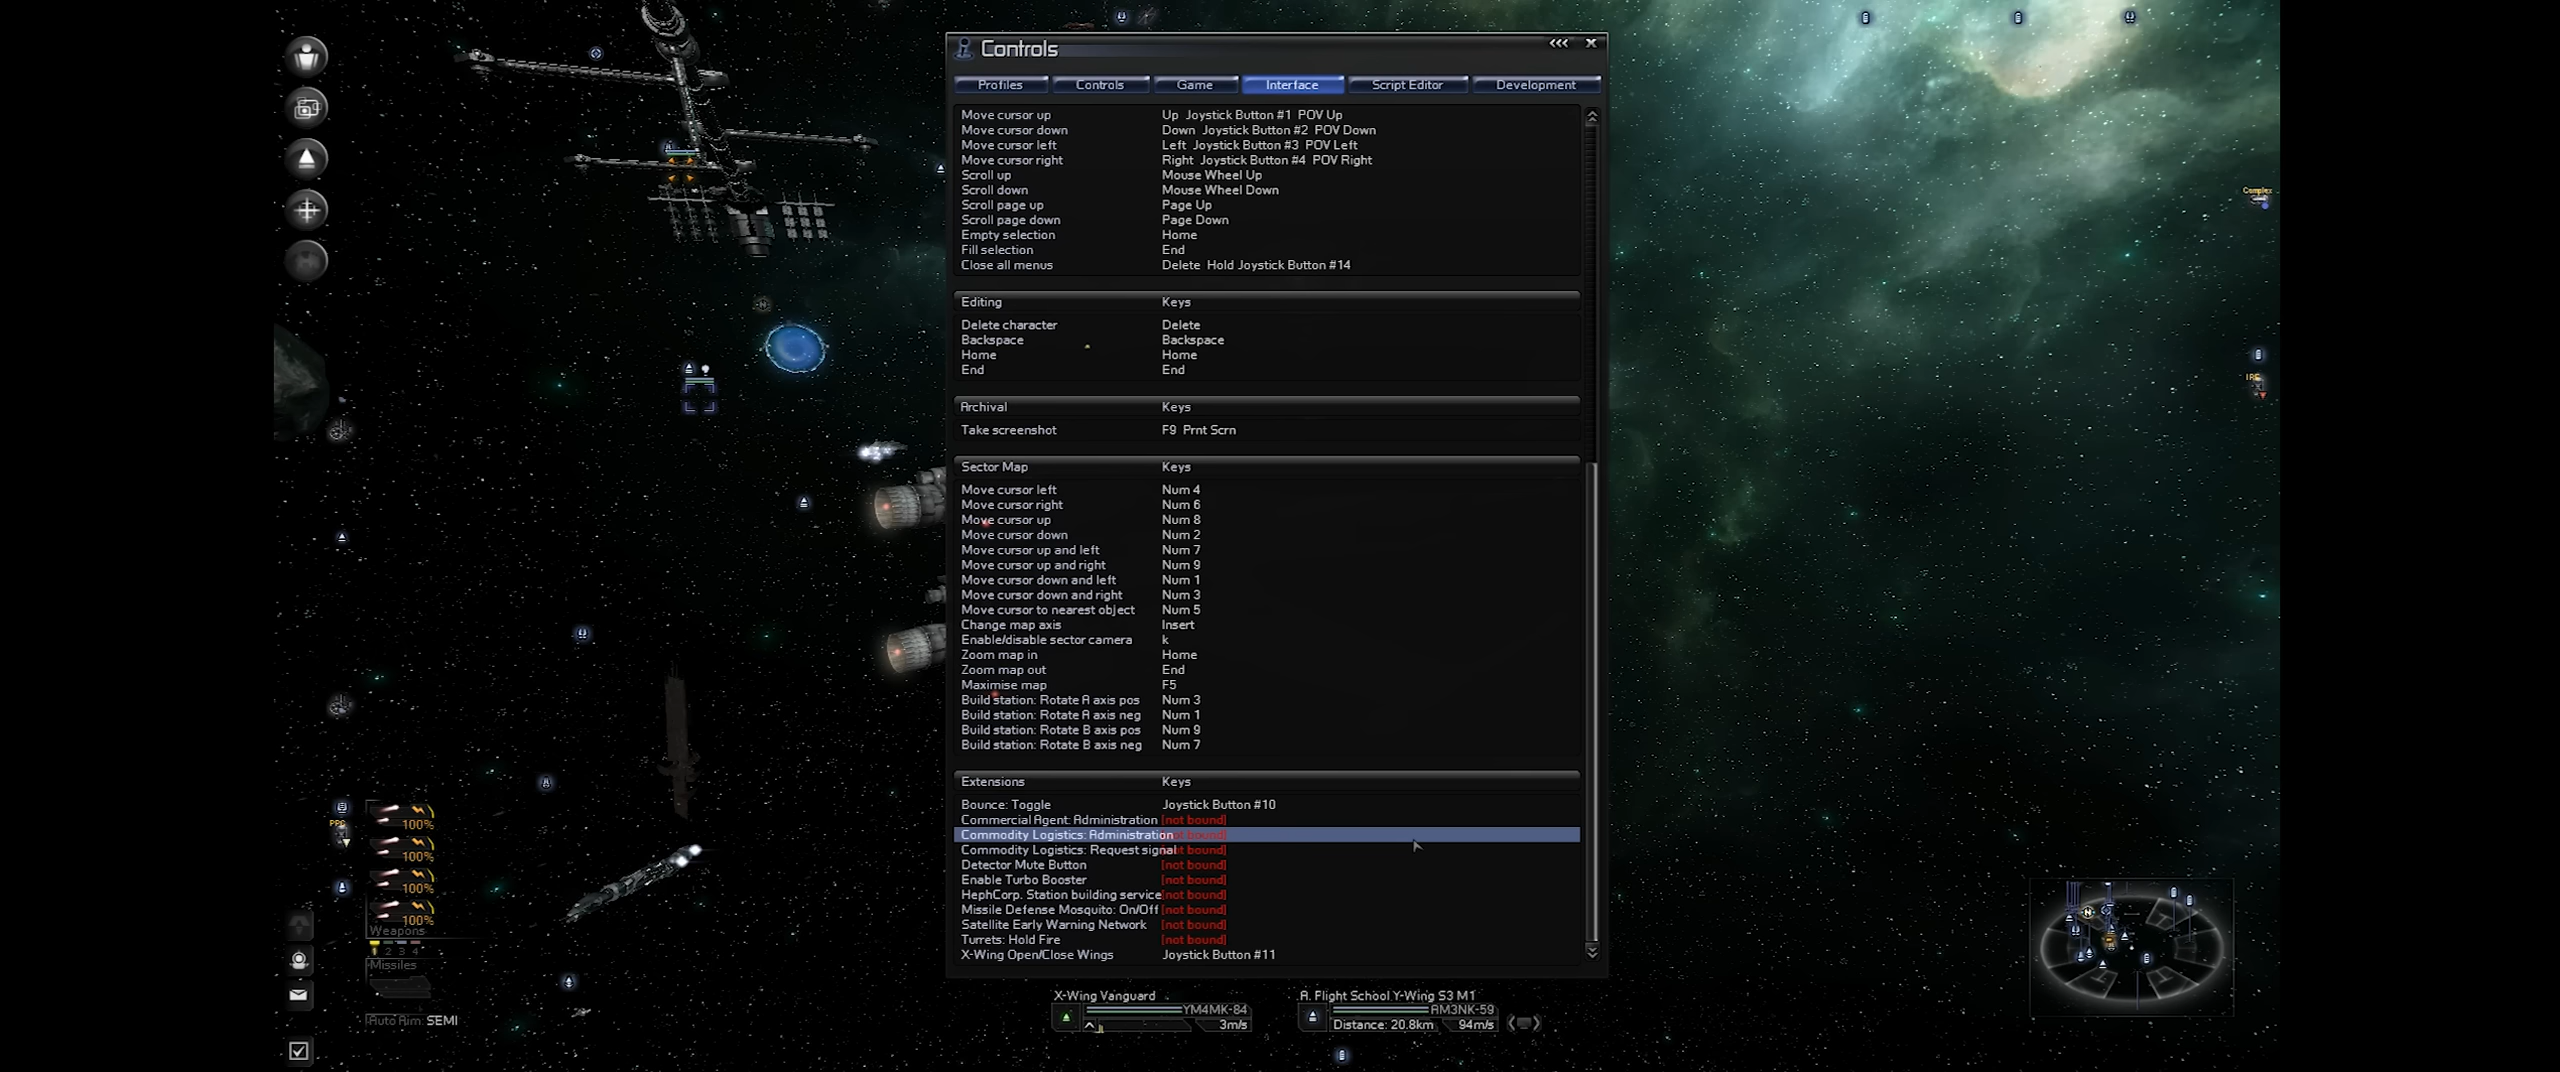 Controls
Profiles Controls Game Interface Script Editor Development
Move cursor up Up Joystick Button #1 POV Up
Move cursor down Down Joystick Button #2 POV Down
Move cursor left Left Joystick Button #3 POV Left
Move cursor right Right Joystick Button #4 POV Right
Scroll up Mouse Wheel Up
Scroll down Mouse Wheel Down
Scroll page up Page Up
Scroll page down Page Down
Empty selection Home
Fill selection End
Close all menus Delete Hold Joystick Button #14
Editing Keys
Delete character Delete
Backspace Backspace
Home Home
End End
Archival Keys
Take screenshot F9 Prnt Scrn
Sector Map Keys
Move cursor left Num 4
Move cursor right Num 6
Move cursor up Num 8
Move cursor down Num 2
Move cursor up and left Num 7
Move cursor up and right Num 9
Move cursor down and left Num 1
Move cursor down and right Num 3
Move cursor to nearest object Num 5
Change map axis Insert
Enable/disable sector camera k
Zoom map in Home
Zoom map out End
Maximise map F5
Build station: Rotate A axis pos Num 3
Build station: Rotate A axis neg Num 1
Build station: Rotate B axis pos Num 9
Build station: Rotate B axis neg Num 7
Extensions Keys
Bounce: Toggle Joystick Button #10
Commercial Agent: Administration [not bound]
Commodity Logistics: Administration [not bound]
Commodity Logistics: Request signal [not bound]
Detector Mute Button [not bound]
Enable Turbo Booster [not bound]
HephCorp. Station building service [not bound]
Missile Defense Mosquito: On/Off [not bound]
Satellite Early Warning Network [not bound]
Turrets: Hold Fire [not bound]
X-Wing Open/Close Wings Joystick Button #11
Complex
PPC
100%
100%
100%
100%
Weapons
1 2 3 4
Missiles
Auto Aim: SEMI
X-Wing Vanguard
YM4MK-84
3m/s
A. Flight School Y-Wing S3 M1
AM3NK-59
Distance: 20.8km 94m/s
N